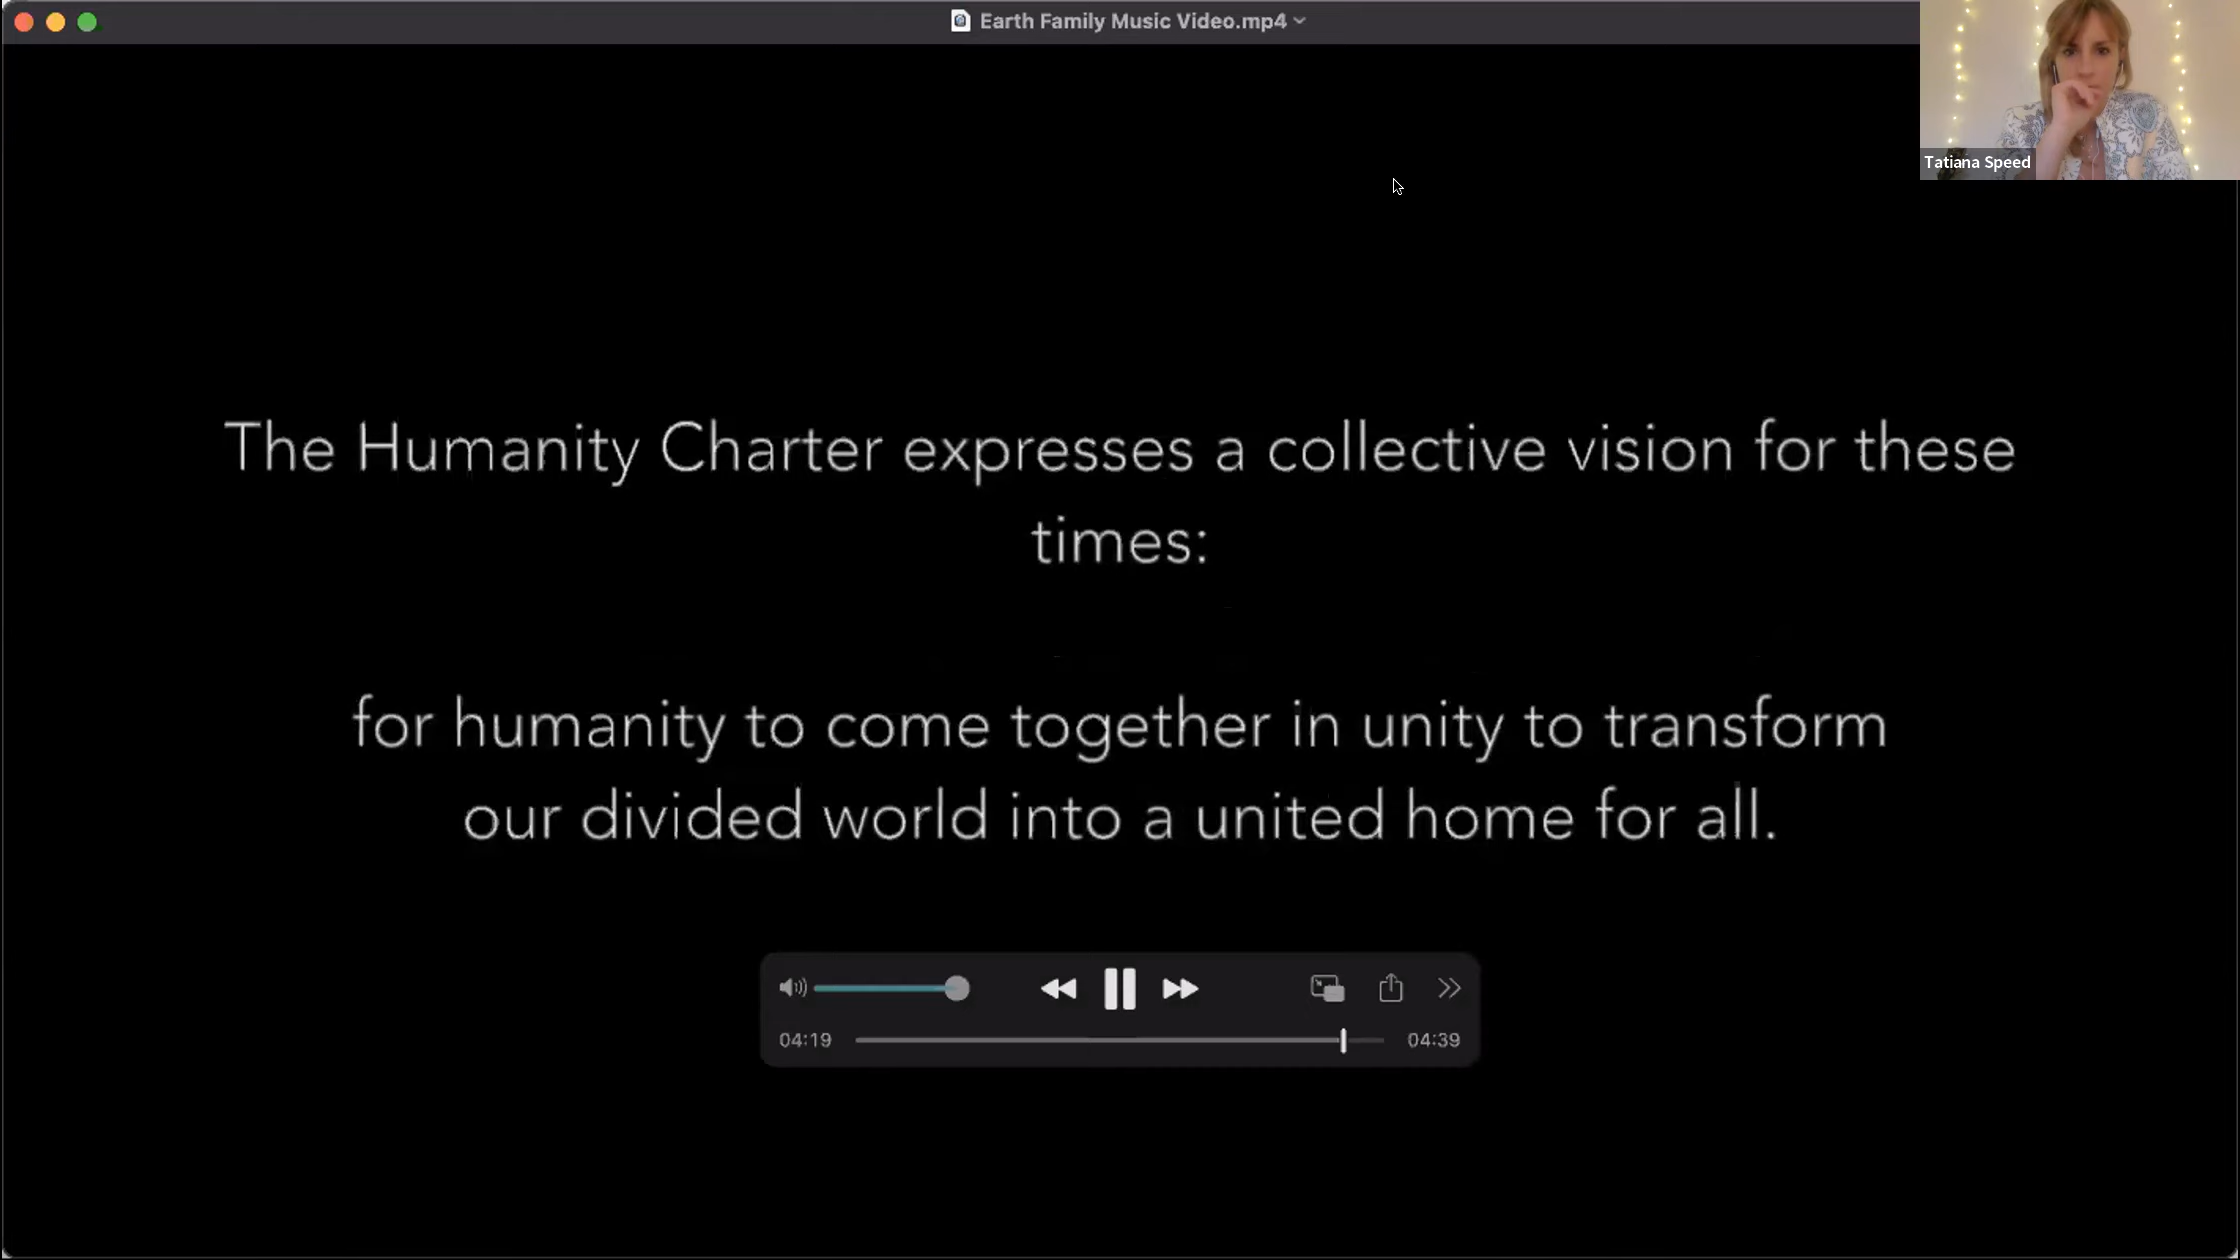 Earth Family Music Video.mp4
Tatiana Speed
The Humanity Charter expresses a collective vision for these
times:
for humanity to come together in unity to transform
our divided world into a united home for all.
04:19
04:39